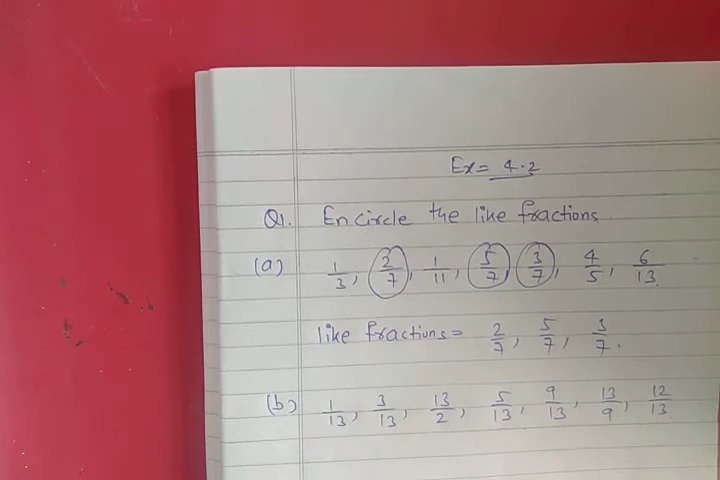 Ex = 4.2
Q1. Encircle the like fractions.
(a) 1/3, 2/7, 1/11, 5/7, 3/7, 4/5, 6/13.
like fractions = 2/7, 5/7, 3/7.
(b) 1/13, 3/13, 13/2, 5/13, 9/13, 13/9, 12/13